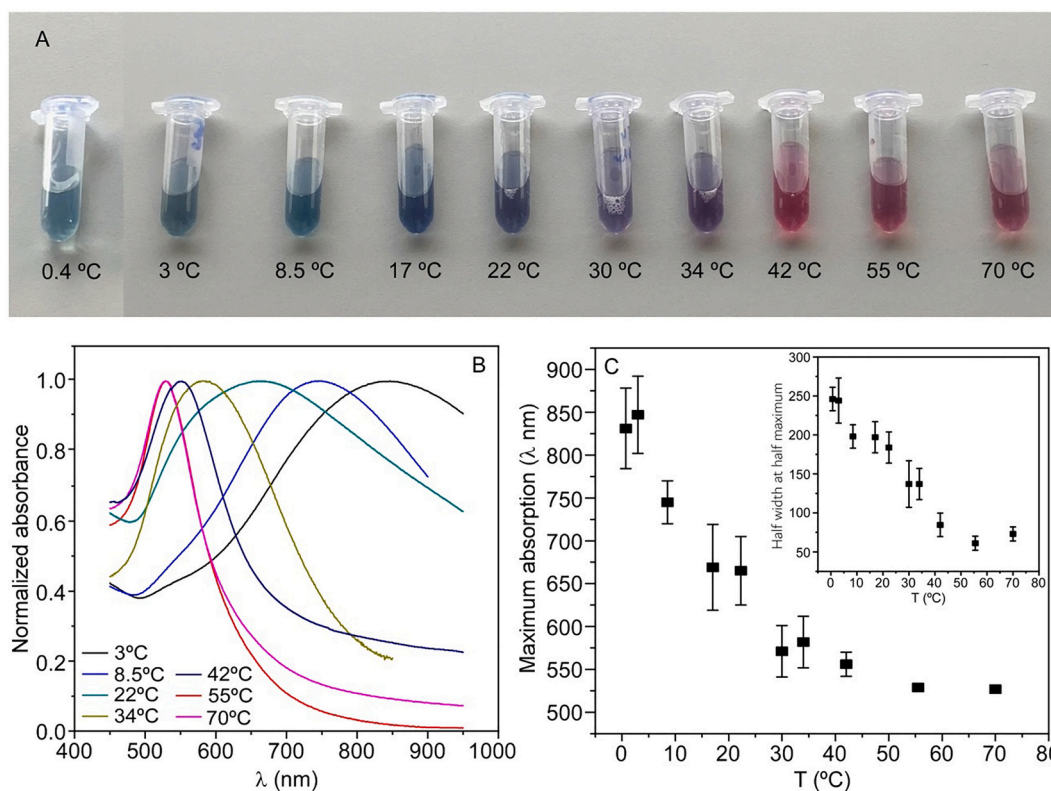 A
0.4 ºC 3 ºC 8.5 ºC 17 ºC 22 ºC 30 ºC 34 ºC 42 ºC 55 ºC 70 ºC
B
Normalized absorbance
1.0
0.8
0.6
0.4
0.2
0.0
3ºC
8.5ºC
22ºC
34ºC
42ºC
55ºC
70ºC
400 500 600 700 800 900 1000
λ (nm)
C
Maximum absorption (λ nm)
900
850
800
750
700
650
600
550
500
0 10 20 30 40 50 60 70 80
T (ºC)
Half width at half maximum
300
250
200
150
100
50
0 10 20 30 40 50 60 70 80
T (ºC)